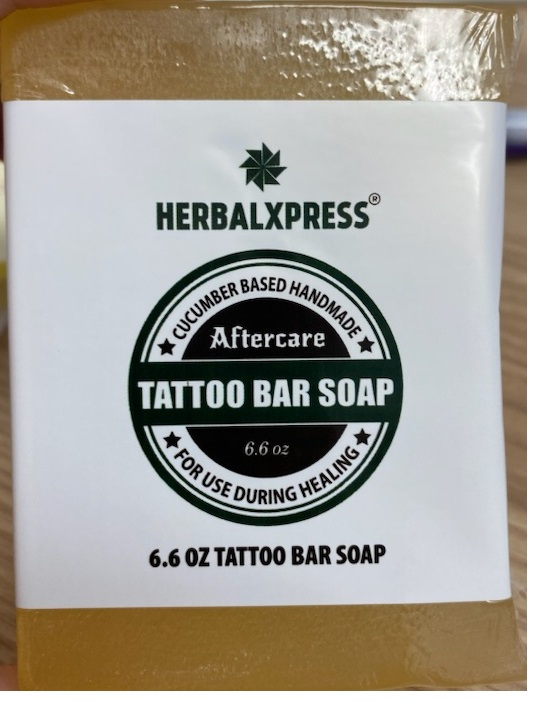 HERBALXPRESS®
CUCUMBER BASED HANDMADE
Aftercare
TATTOO BAR SOAP
6.6 oz
FOR USE DURING HEALING
6.6 OZ TATTOO BAR SOAP